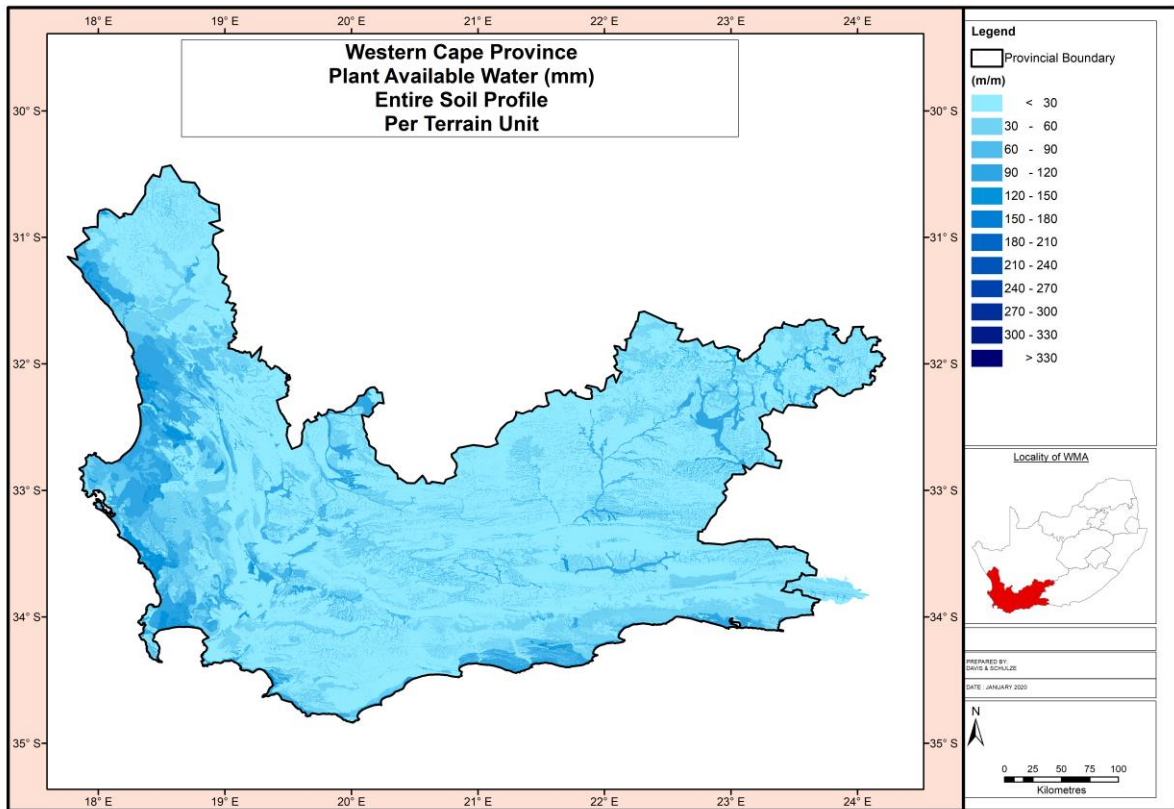 18° E 19° E 20° E 21° E 22° E 23° E 24° E
Western Cape Province
Plant Available Water (mm)
Entire Soil Profile
Per Terrain Unit
30° S 30° S
31° S 31° S
32° S 32° S
33° S 33° S
34° S 34° S
35° S 35° S
18° E 19° E 20° E 21° E 22° E 23° E 24° E
Legend
Provincial Boundary
(m/m)
< 30
30 - 60
60 - 90
90 - 120
120 - 150
150 - 180
180 - 210
210 - 240
240 - 270
270 - 300
300 - 330
> 330
Locality of WMA
PREPARED BY:
DAVIS & SCHULZE
DATE : JANUARY 2020
N
0 25 50 75 100
Kilometres